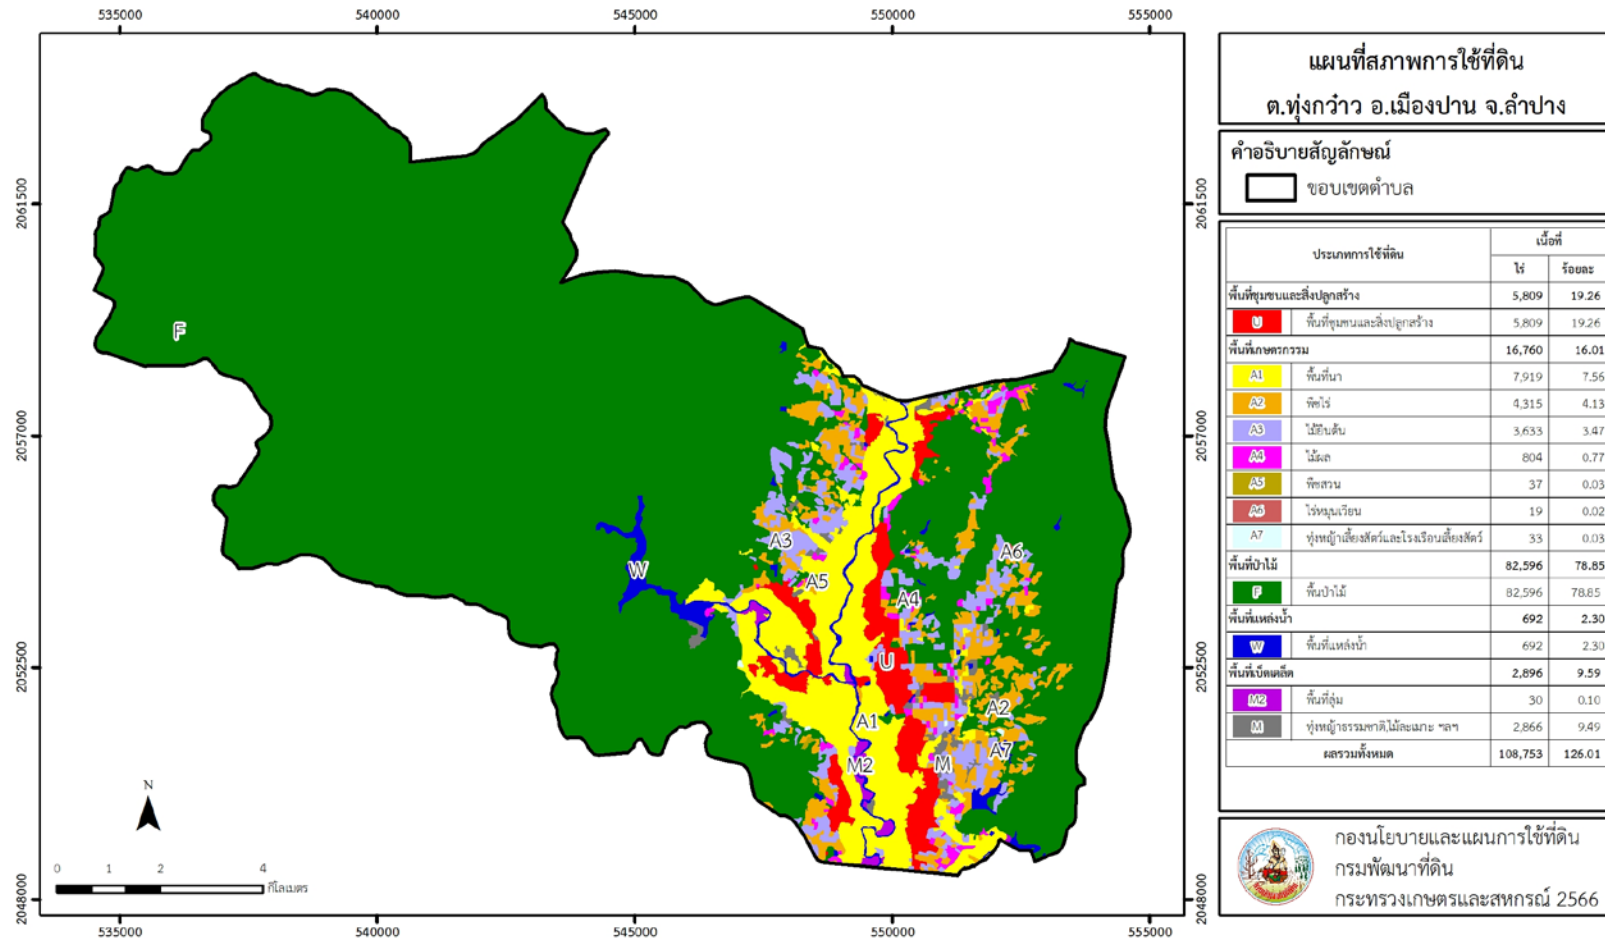 535000 540000 545000 550000 555000
2061500 2061500
2057000 2057000
2052500 2052500
2048000 2048000
F
W
A3
A5
A6
A4
U
A1
A2
A7
M2
M
N
0 1 2 4
กิโลเมตร
535000 540000 545000 550000 555000
แผนที่สภาพการใช้ที่ดิน
ต.ทุ่งกว๋าว อ.เมืองปาน จ.ลำปาง
คำอธิบายสัญลักษณ์
ขอบเขตตำบล
ประเภทการใช้ที่ดิน เนื้อที่
ไร่ ร้อยละ
พื้นที่ชุมชนและสิ่งปลูกสร้าง 5,809 19.26
U พื้นที่ชุมชนและสิ่งปลูกสร้าง 5,809 19.26
พื้นที่เกษตรกรรม 16,760 16.01
A1 พื้นที่นา 7,919 7.56
A2 พืชไร่ 4,315 4.13
A3 ไม้ยืนต้น 3,633 3.47
A4 ไม้ผล 804 0.77
A5 พืชสวน 37 0.03
A6 ไร่หมุนเวียน 19 0.02
A7 ทุ่งหญ้าเลี้ยงสัตว์และโรงเรือนเลี้ยงสัตว์ 33 0.03
พื้นที่ป่าไม้ 82,596 78.85
F พื้นป่าไม้ 82,596 78.85
พื้นที่แหล่งน้ำ 692 2.30
W พื้นที่แหล่งน้ำ 692 2.30
พื้นที่เบ็ดเตล็ด 2,896 9.59
M2 พื้นที่ลุ่ม 30 0.10
M ทุ่งหญ้าธรรมชาติ,ไม้ละเมาะ ฯลฯ 2,866 9.49
ผลรวมทั้งหมด 108,753 126.01
กองนโยบายและแผนการใช้ที่ดิน
กรมพัฒนาที่ดิน
กระทรวงเกษตรและสหกรณ์ 2566